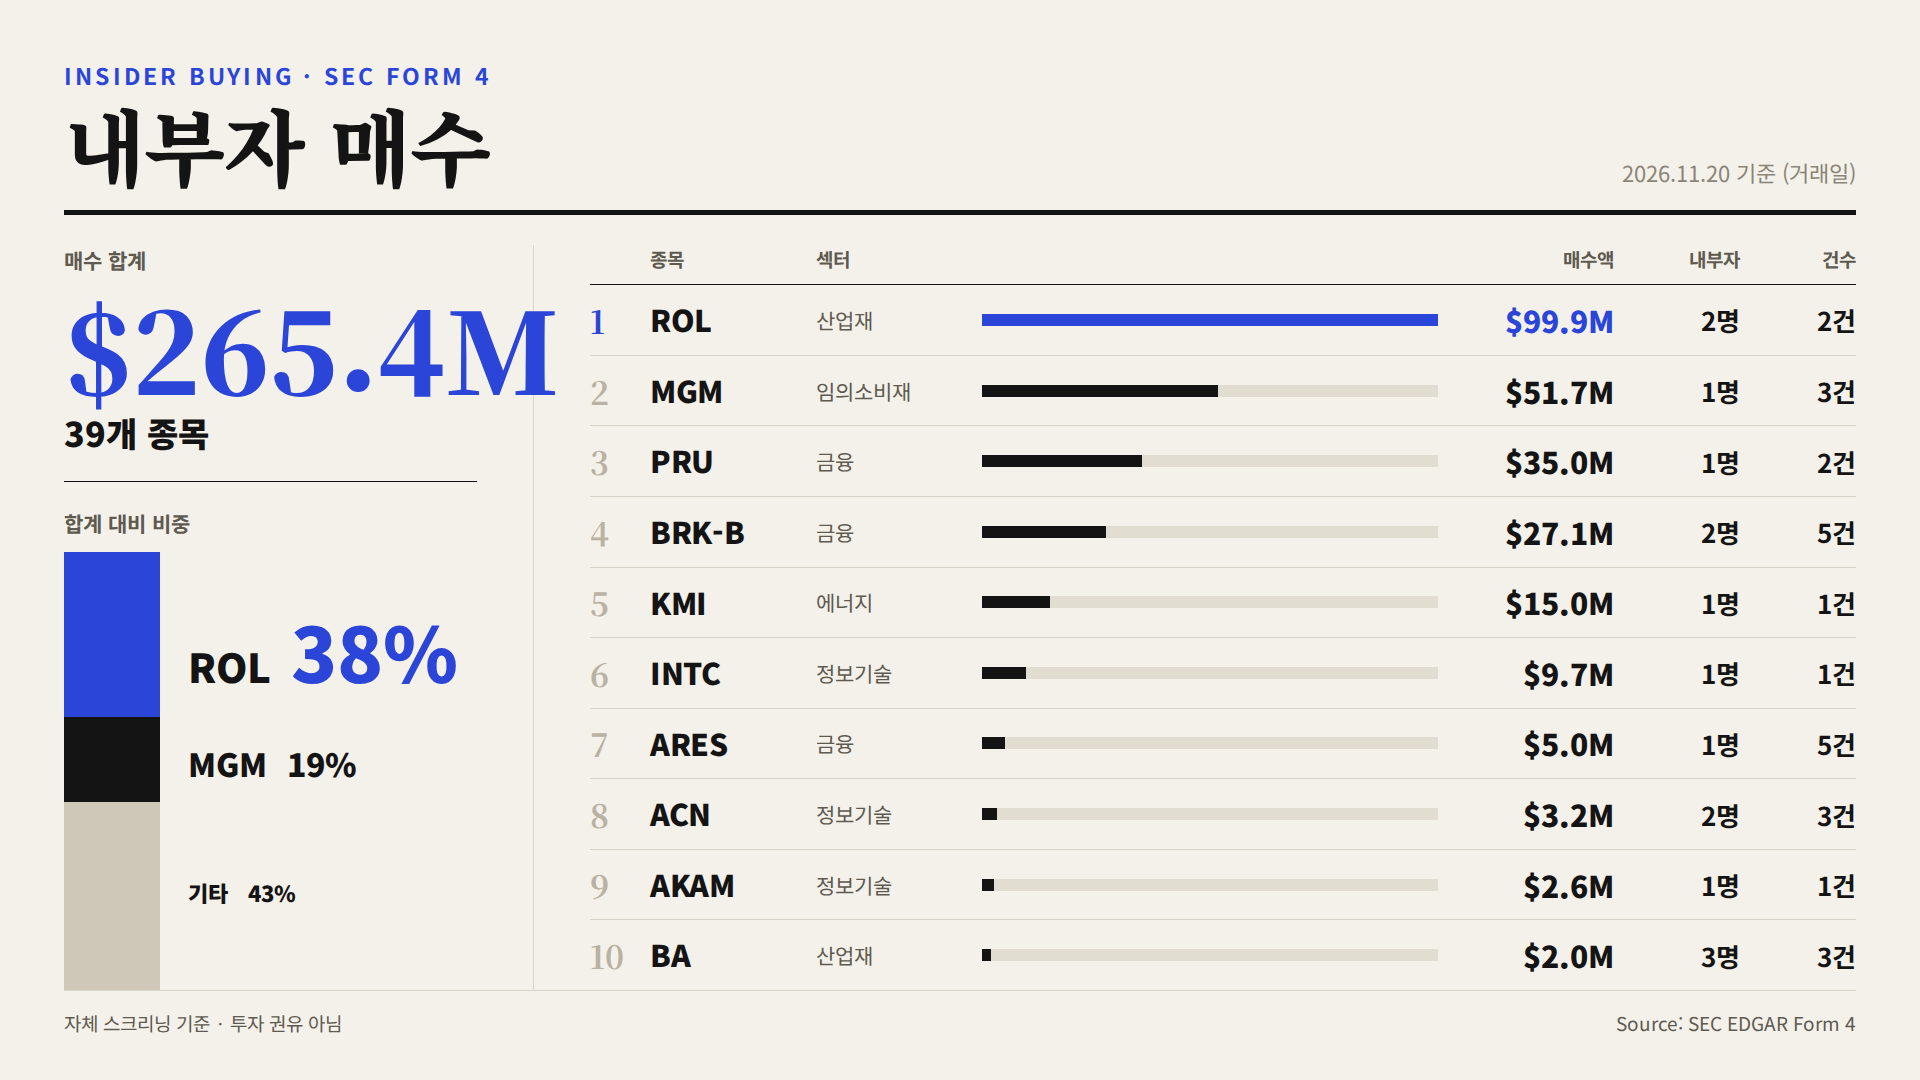 INSIDER BUYING · SEC FORM 4
내부자 매수
2026.11.20 기준 (거래일)
매수 합계
$265.4M
39개 종목
합계 대비 비중
ROL 38%
MGM 19%
기타 43%
종목 섹터 매수액 내부자 건수
1 ROL 산업재 $99.9M 2명 2건
2 MGM 임의소비재 $51.7M 1명 3건
3 PRU 금융 $35.0M 1명 2건
4 BRK-B 금융 $27.1M 2명 5건
5 KMI 에너지 $15.0M 1명 1건
6 INTC 정보기술 $9.7M 1명 1건
7 ARES 금융 $5.0M 1명 5건
8 ACN 정보기술 $3.2M 2명 3건
9 AKAM 정보기술 $2.6M 1명 1건
10 BA 산업재 $2.0M 3명 3건
자체 스크리닝 기준 · 투자 권유 아님
Source: SEC EDGAR Form 4